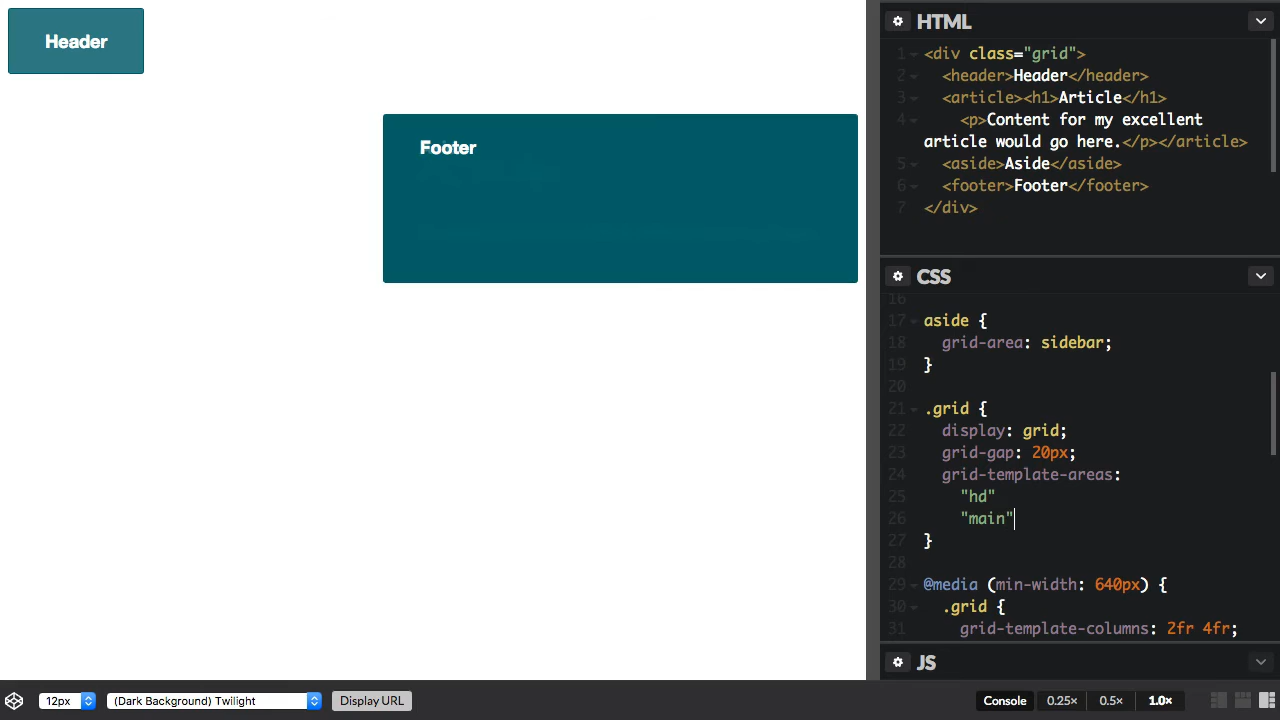 Header
Footer
HTML
1 <div class="grid">
2 <header>Header</header>
3 <article><h1>Article</h1>
4 <p>Content for my excellent
article would go here.</p></article>
5 <aside>Aside</aside>
6 <footer>Footer</footer>
7 </div>
CSS
16
17 aside {
18 grid-area: sidebar;
19 }
20
21 .grid {
22 display: grid;
23 grid-gap: 20px;
24 grid-template-areas:
25 "hd"
26 "main"
27 }
28
29 @media (min-width: 640px) {
30 .grid {
31 grid-template-columns: 2fr 4fr;
JS
12px (Dark Background) Twilight Display URL Console 0.25× 0.5× 1.0×